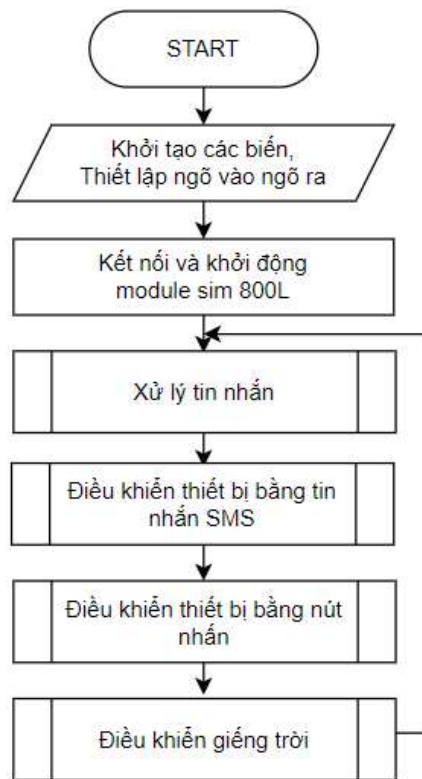 START
Khởi tạo các biến,
Thiết lập ngõ vào ngõ ra
Kết nối và khởi động
module sim 800L
Xử lý tin nhắn
Điều khiển thiết bị bằng tin
nhắn SMS
Điều khiển thiết bị bằng nút
nhấn
Điều khiển giếng trời